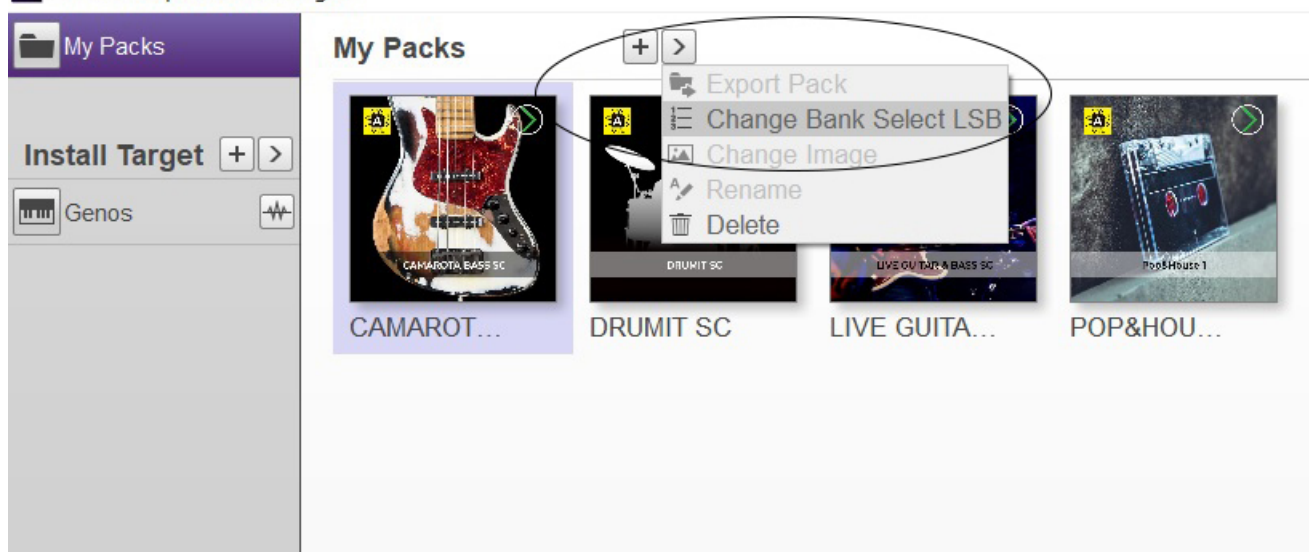 My Packs
My Packs
Export Pack
Change Bank Select LSB
Change Image
Rename
Delete
Install Target
Genos
CAMAROTA BASS SC
DRUMIT SC
LIVE GUITAR & BASS SC
Pop&House 1
CAMAROT...
DRUMIT SC
LIVE GUITA...
POP&HOU...